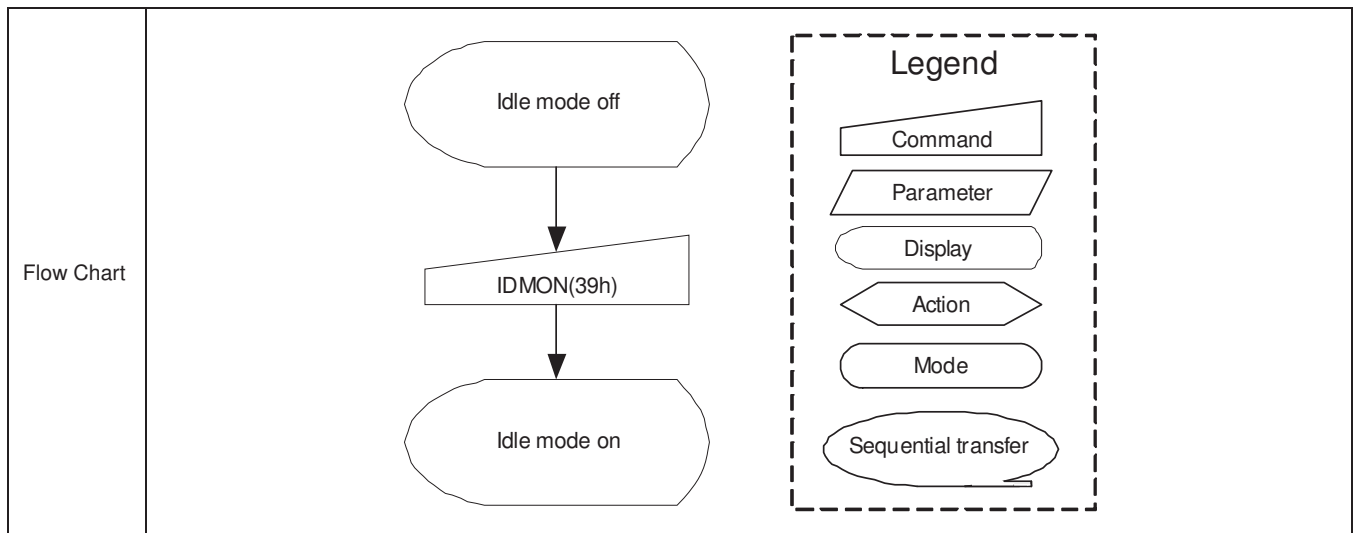 Flow Chart
Idle mode off
IDMON(39h)
Idle mode on
Legend
Command
Parameter
Display
Action
Mode
Sequential transfer